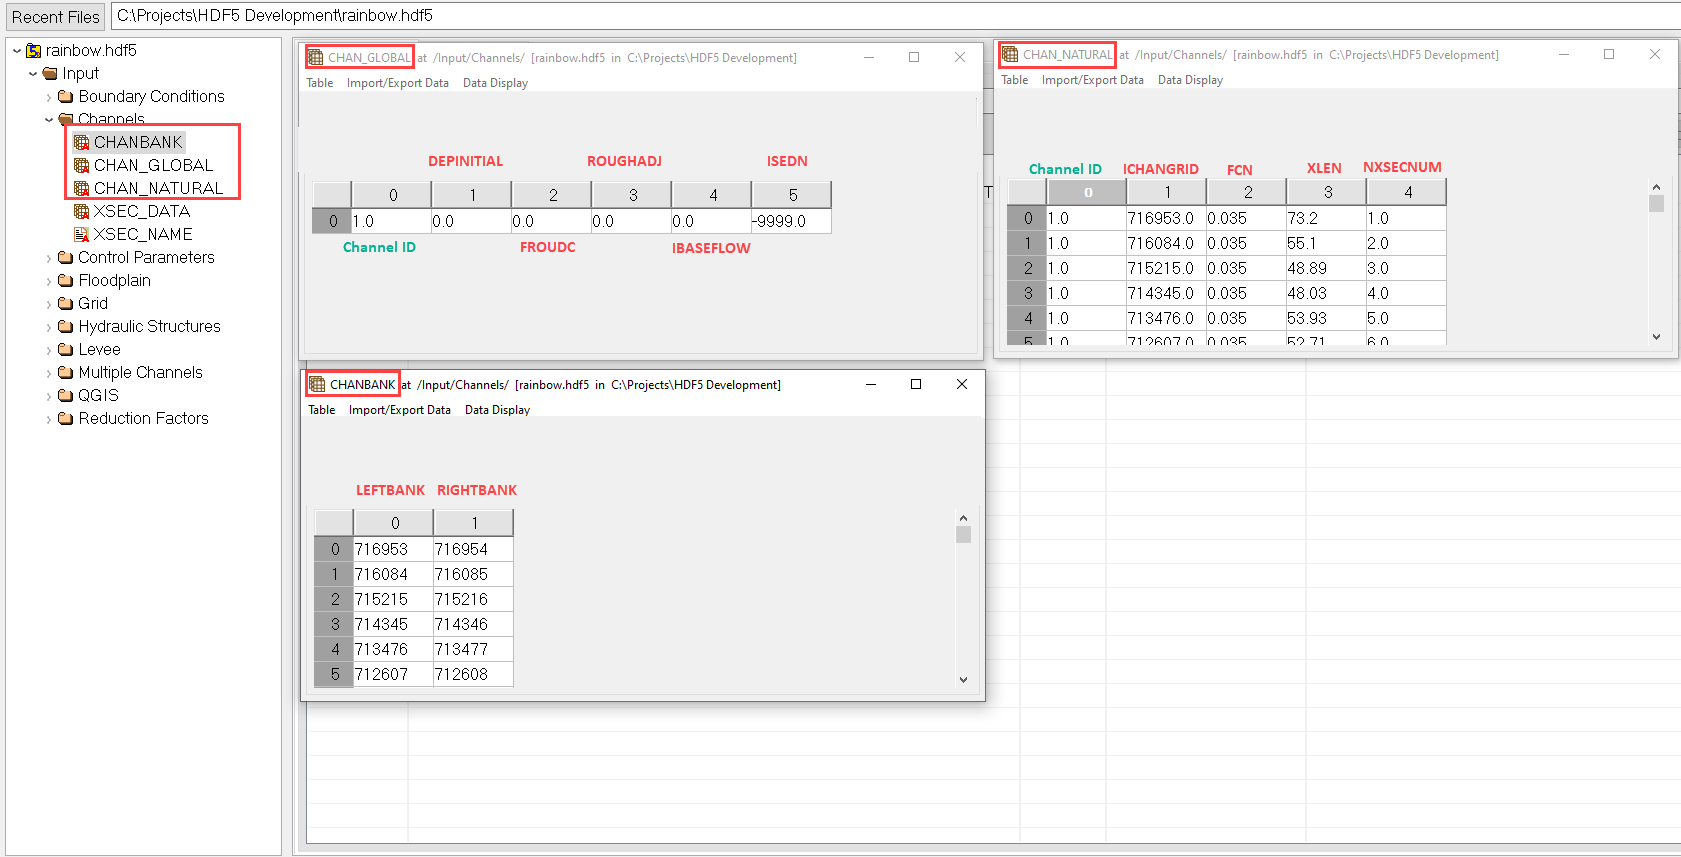 Recent Files
C:\Projects\HDF5 Development\rainbow.hdf5
rainbow.hdf5
Input
Boundary Conditions
Channels
CHANBANK
CHAN_GLOBAL
CHAN_NATURAL
XSEC_DATA
XSEC_NAME
Control Parameters
Floodplain
Grid
Hydraulic Structures
Levee
Multiple Channels
QGIS
Reduction Factors
CHAN_GLOBAL at /Input/Channels/ [rainbow.hdf5 in C:\Projects\HDF5 Development]
Table Import/Export Data Data Display
DEPINITIAL ROUGHADJ ISEDN
0 1 2 3 4 5
0 1.0 0.0 0.0 0.0 0.0 -9999.0
Channel ID FROUDC IBASEFLOW
CHAN_NATURAL at /Input/Channels/ [rainbow.hdf5 in C:\Projects\HDF5 Development]
Table Import/Export Data Data Display
Channel ID ICHANGRID FCN XLEN NXSECNUM
0 1 2 3 4
0 1.0 716953.0 0.035 73.2 1.0
1 1.0 716084.0 0.035 55.1 2.0
2 1.0 715215.0 0.035 48.89 3.0
3 1.0 714345.0 0.035 48.03 4.0
4 1.0 713476.0 0.035 53.93 5.0
5 1.0 712607.0 0.035 52.71 6.0
T
CHANBANK at /Input/Channels/ [rainbow.hdf5 in C:\Projects\HDF5 Development]
Table Import/Export Data Data Display
LEFTBANK RIGHTBANK
0 1
0 716953 716954
1 716084 716085
2 715215 715216
3 714345 714346
4 713476 713477
5 712607 712608